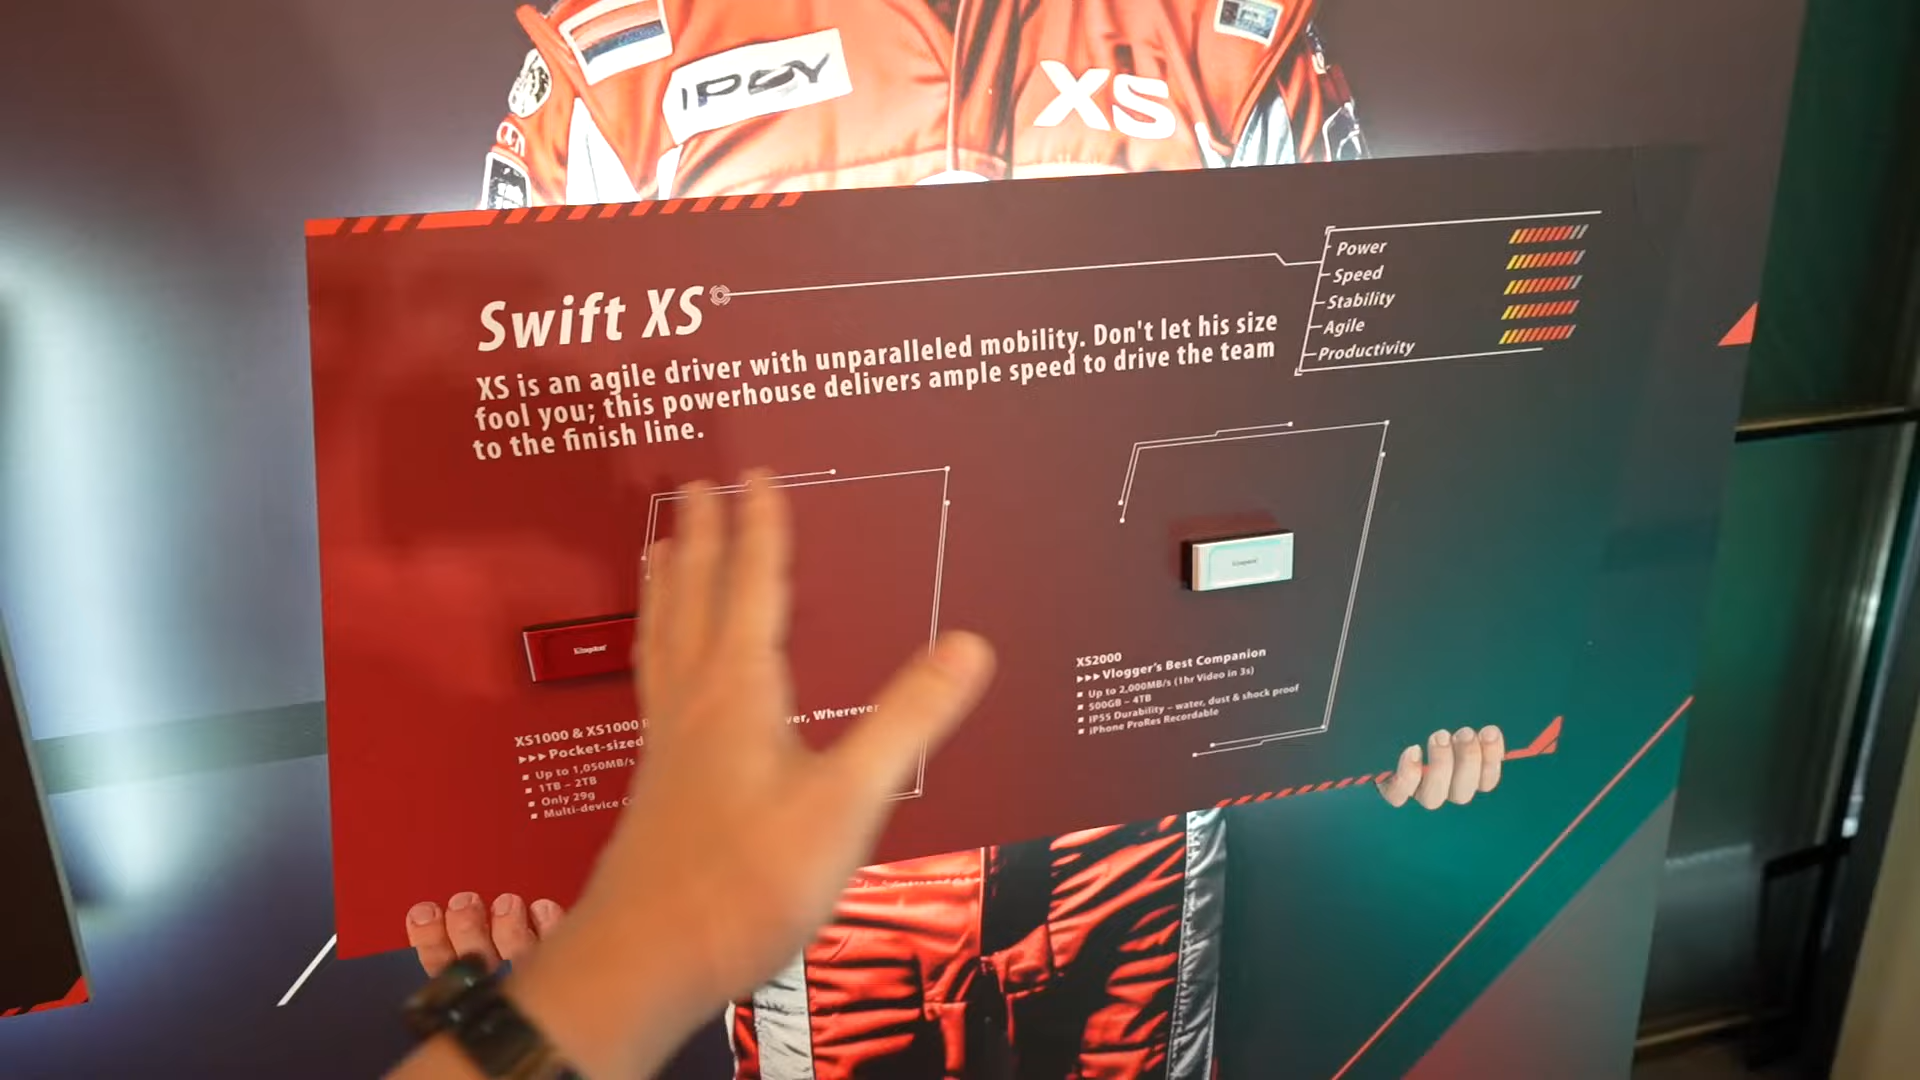 XS
Swift XS
XS is an agile driver with unparalleled mobility. Don't let his size
fool you; this powerhouse delivers ample speed to drive the team
to the finish line.
Power
Speed
Stability
Agile
Productivity
Kingston
Kingston
XS1000 & XS1000
ver, Wherever
▸▸▸Pocket-sized
▪ Up to 1,050MB/s
▪ 1TB – 2TB
▪ Only 29g
▪ Multi-device
XS2000
▸▸▸Vlogger's Best Companion
▪ Up to 2,000MB/s (1hr Video in 3s)
▪ 500GB – 4TB
▪ IP55 Durability – water, dust & shock proof
▪ iPhone ProRes Recordable